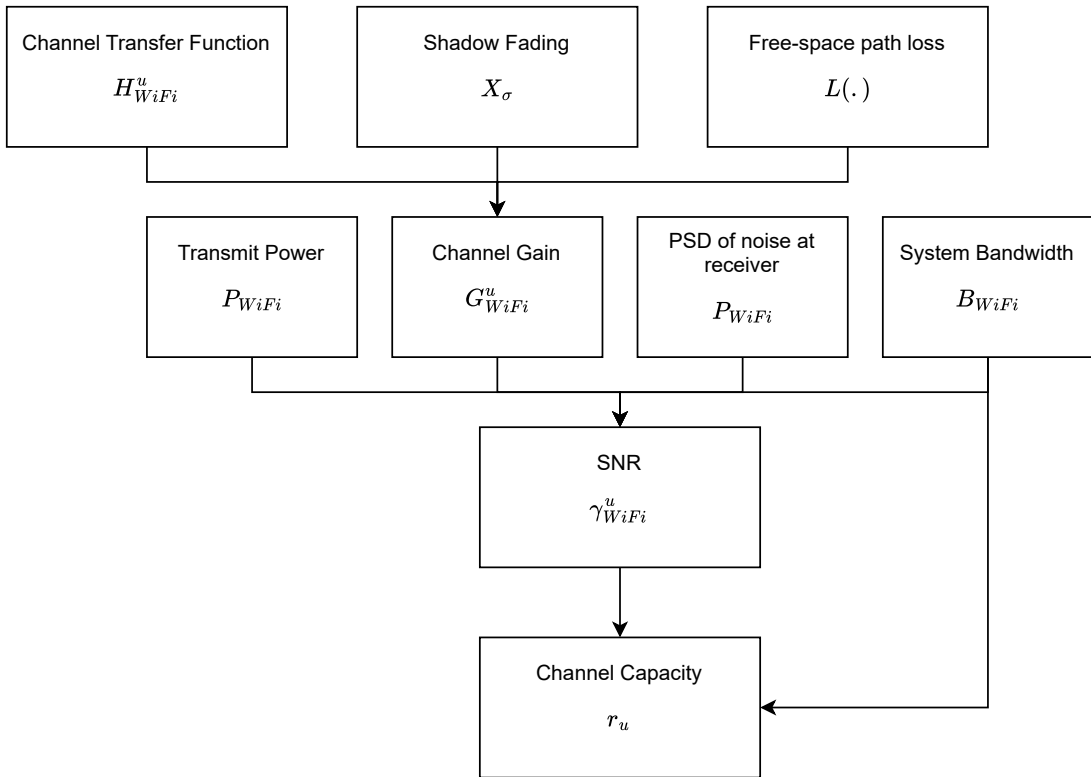 Channel Transfer Function
$H^{u}_{WiFi}$
Shadow Fading
$X_{\sigma}$
Free-space path loss
$L(.)$
Transmit Power
$P_{WiFi}$
Channel Gain
$G^{u}_{WiFi}$
PSD of noise at
receiver
$P_{WiFi}$
System Bandwidth
$B_{WiFi}$
SNR
$\gamma^{u}_{WiFi}$
Channel Capacity
$r_{u}$